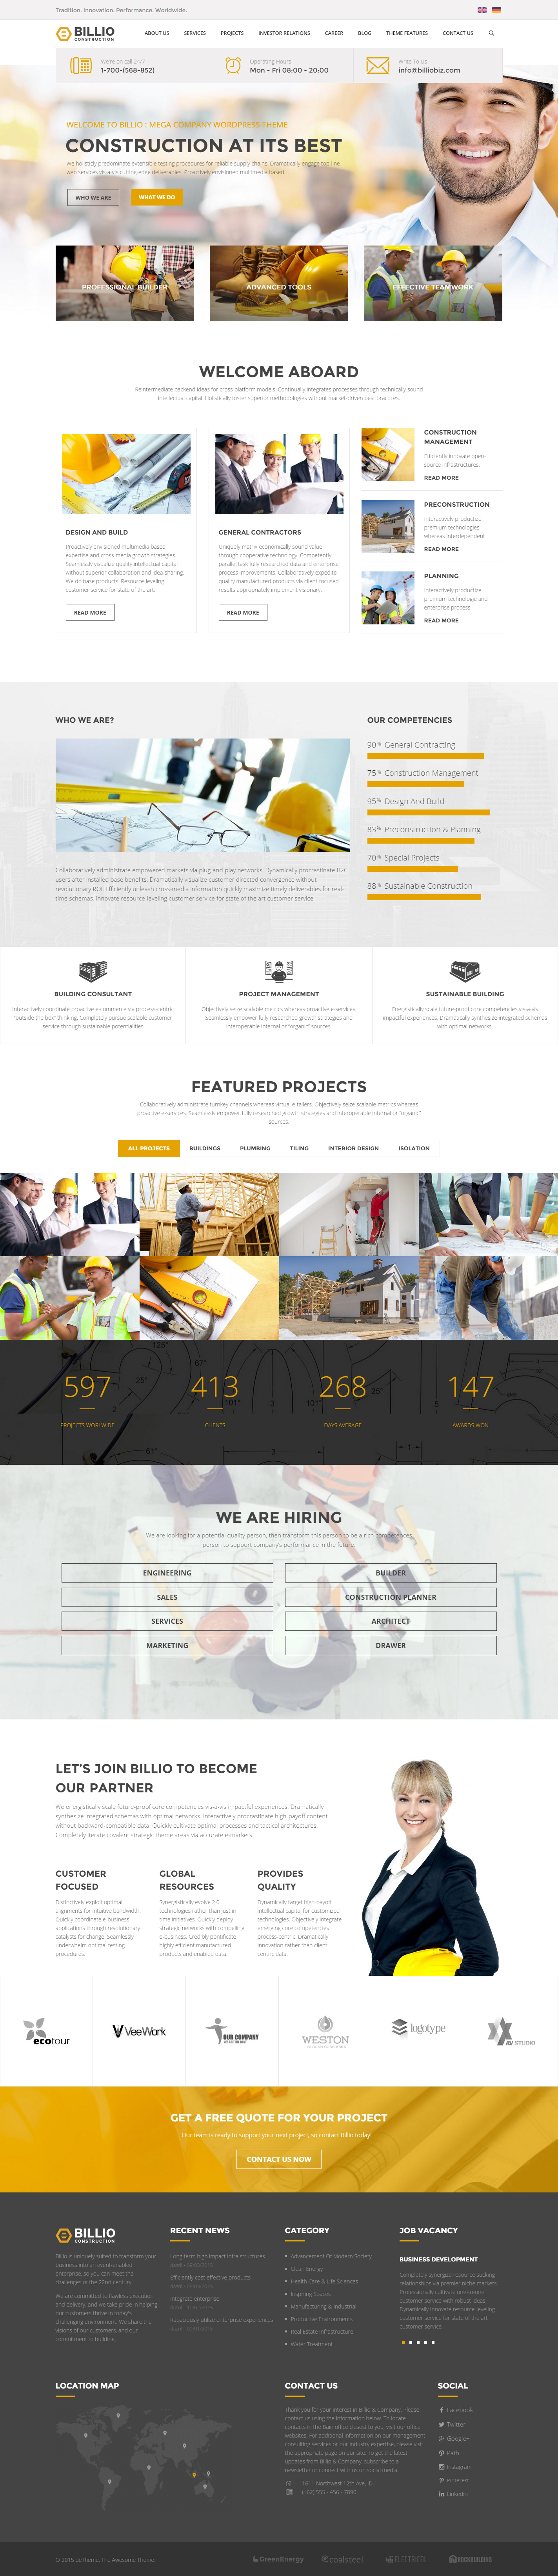 Tradition. Innovation. Performance. Worldwide.
BILLIO
CONSTRUCTION
ABOUT US SERVICES PROJECTS INVESTOR RELATIONS CAREER BLOG THEME FEATURES CONTACT US
We're on call 24/7
1-700-(568-852)
Operating Hours
Mon - Fri 08:00 - 20:00
Write To Us
info@billiobiz.com
WELCOME TO BILLIO : MEGA COMPANY WORDPRESS THEME
CONSTRUCTION AT ITS BEST
We holisticly predominate extensible testing procedures for reliable supply chains. Dramatically engage top-line
web services vis-a-vis cutting-edge deliverables. Proactively envisioned multimedia based.
WHO WE ARE
WHAT WE DO
PROFESSIONAL BUILDER
ADVANCED TOOLS
EFFECTIVE TEAMWORK
WELCOME ABOARD
Reintermediate backend ideas for cross-platform models. Continually integrates processes through technically sound
intellectual capital. Holistically foster superior methodologies without market-driven best practices.
DESIGN AND BUILD
Proactively envisioned multimedia based
expertise and cross-media growth strategies.
Seamlessly visualize quality intellectual capital
without superior collaboration and idea-sharing.
We do base products. Resource-leveling
customer service for state of the art.
READ MORE
GENERAL CONTRACTORS
Uniquely matrix economically sound value
through cooperative technology. Competently
parallel task fully researched data and enterprise
process improvements. Collaboratively expedite
quality manufactured products via client-focused
results appropriately implement visionary.
READ MORE
CONSTRUCTION
MANAGEMENT
Efficiently innovate open-
source infrastructures.
READ MORE
PRECONSTRUCTION
Interactively productize
premium technologies
whereas interdependent
READ MORE
PLANNING
Interactively productize
premium technologie and
enterprise process
READ MORE
WHO WE ARE?
Collaboratively administrate empowered markets via plug-and-play networks. Dynamically procrastinate B2C
users after installed base benefits. Dramatically visualize customer directed convergence without
revolutionary ROI. Efficiently unleash cross-media information quickly maximize timely deliverables for real-
time schemas. Innovate resource-leveling customer service for state of the art customer service
OUR COMPETENCIES
90% General Contracting
75% Construction Management
95% Design And Build
83% Preconstruction & Planning
70% Special Projects
88% Sustainable Construction
BUILDING CONSULTANT
Interactively coordinate proactive e-commerce via process-centric
"outside the box" thinking. Completely pursue scalable customer
service through sustainable potentialities
PROJECT MANAGEMENT
Objectively seize scalable metrics whereas proactive e-services.
Seamlessly empower fully researched growth strategies and
interoperable internal or "organic" sources.
SUSTAINABLE BUILDING
Energistically scale future-proof core competencies vis-a-vis
impactful experiences. Dramatically synthesize integrated schemas
with optimal networks.
FEATURED PROJECTS
Collaboratively administrate turnkey channels whereas virtual e-tailers. Objectively seize scalable metrics whereas
proactive e-services. Seamlessly empower fully researched growth strategies and interoperable internal or "organic"
sources.
ALL PROJECTS BUILDINGS PLUMBING TILING INTERIOR DESIGN ISOLATION
597
PROJECTS WORLWIDE
413
CLIENTS
268
DAYS AVERAGE
147
AWARDS WON
WE ARE HIRING
We are looking for a potential quality person, then transform this person to be a rich competences,
person to support company's performance in the future
ENGINEERING
BUILDER
SALES
CONSTRUCTION PLANNER
SERVICES
ARCHITECT
MARKETING
DRAWER
LET'S JOIN BILLIO TO BECOME
OUR PARTNER
We energistically scale future-proof core competencies vis-a-vis impactful experiences. Dramatically
synthesize integrated schemas with optimal networks. Interactively procrastinate high-payoff content
without backward-compatible data. Quickly cultivate optimal processes and tactical architectures.
Completely iterate covalent strategic theme areas via accurate e-markets.
CUSTOMER
FOCUSED
Distinctively exploit optimal
alignments for intuitive bandwidth.
Quickly coordinate e-business
applications through revolutionary
catalysts for change. Seamlessly
underwhelm optimal testing
procedures.
GLOBAL
RESOURCES
Synergistically evolve 2.0
technologies rather than just in
time initiatives. Quickly deploy
strategic networks with compelling
e-business. Credibly pontificate
highly efficient manufactured
products and enabled data.
PROVIDES
QUALITY
Dynamically target high-payoff
intellectual capital for customized
technologies. Objectively integrate
emerging core competencies
process-centric. Dramatically
innovation rather than client-
centric data.
ecotour
VeeWork
OUR COMPANY
WESTON
logotype
AV STUDIO
GET A FREE QUOTE FOR YOUR PROJECT
Our team is ready to support your next project, so contact Billio today!
CONTACT US NOW
BILLIO
CONSTRUCTION
Billio is uniquely suited to transform your
business into an event-enabled
enterprise, so you can meet the
challenges of the 22nd century.
We are committed to flawless execution
and delivery, and we take pride in helping
our customers thrive in today's
challenging environment. We share the
visions of our customers, and our
commitment to building.
RECENT NEWS
Long term high impact infra structures
Efficiently cost effective products
Integrate enterprise
Rapaciously utilize enterprise experiences
CATEGORY
Advancement Of Modern Society
Clean Energy
Health Care & Life Sciences
Inspiring Spaces
Manufacturing & Industrial
Productive Environments
Real Estate Infrastructure
Water Treatment
JOB VACANCY
BUSINESS DEVELOPMENT
Completely synergize resource sucking
relationships via premier niche markets.
Professionally cultivate one-to-one
customer service with robust ideas.
Dynamically innovate resource-leveling
customer service for state of the art
customer service.
LOCATION MAP
CONTACT US
Thank you for your interest in Billio & Company. Please
contact us using the information below. To locate
contacts in the Billio office closest to you, visit our office
websites. For additional information on our management
consulting services or our industry expertise, please visit
the appropriate page on our site. To get the latest
updates from Billio & Company, subscribe to a
newsletter or connect with us on social media.
1611 Northwest 12th Ave, ID
(+62) 555 - 456 - 7890
SOCIAL
Facebook
Twitter
Google+
Path
Instagram
Pinterest
Linkedin
© 2015 deTheme, The Awesome Theme.
GreenEnergy
coalsteel
ELECTRICAL